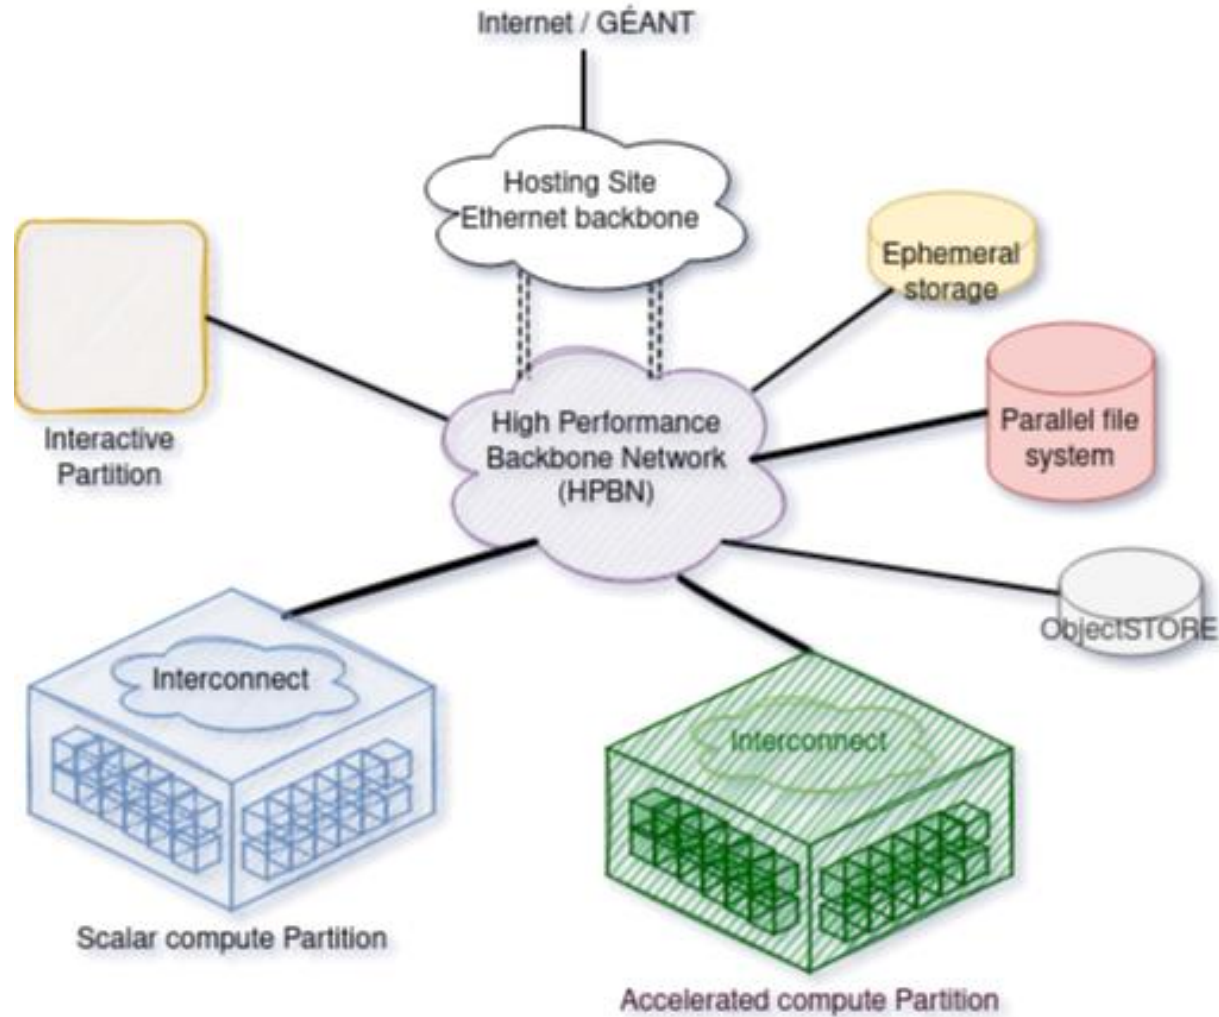 Internet / GÉANT
Hosting Site
Ethernet backbone
Ephemeral
storage
Parallel file
system
Interactive
Partition
High Performance
Backbone Network
(HPBN)
ObjectSTORE
Interconnect
Interconnect
Scalar compute Partition
Accelerated compute Partition